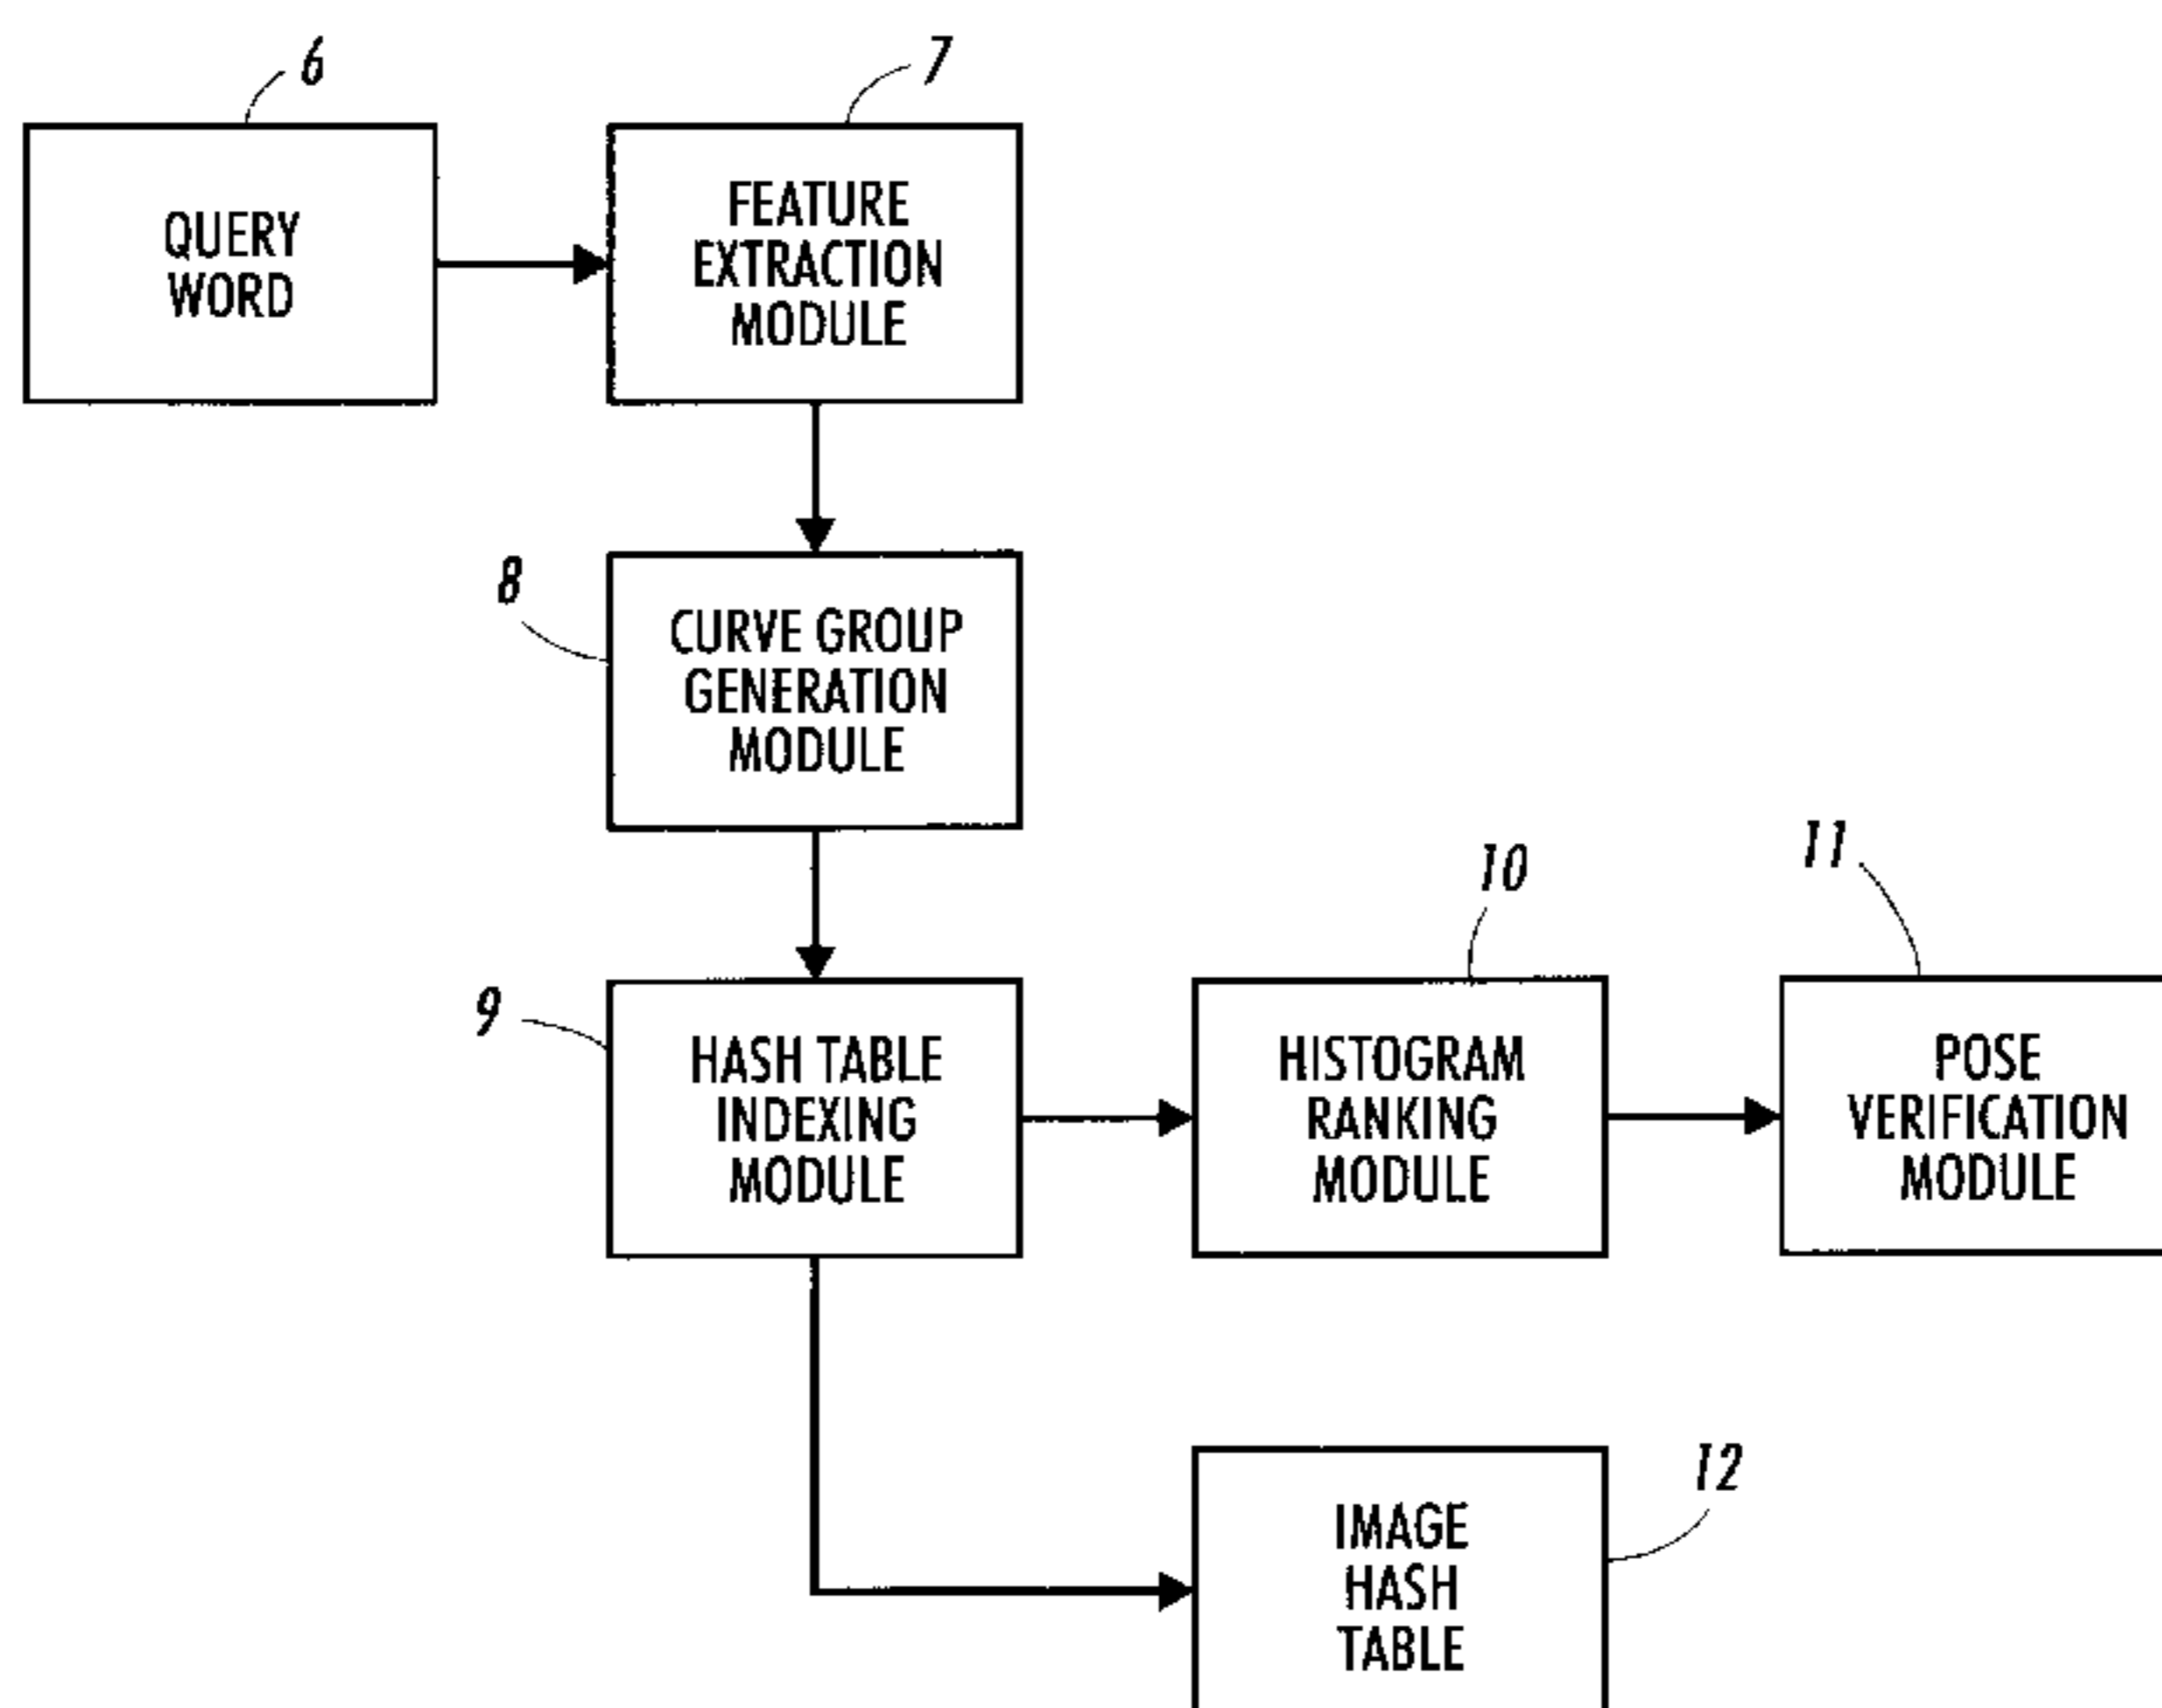 6
7
QUERY
WORD
FEATURE
EXTRACTION
MODULE
8
CURVE GROUP
GENERATION
MODULE
9
HASH TABLE
INDEXING
MODULE
10
HISTOGRAM
RANKING
MODULE
11
POSE
VERIFICATION
MODULE
12
IMAGE
HASH
TABLE